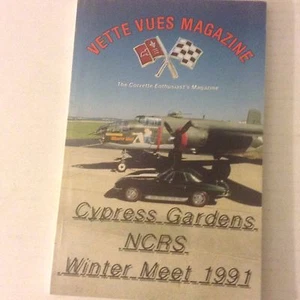 VETTE VUES MAGAZINE
The Corvette Enthusiast's Magazine
Cypress Gardens
NCRS
Winter Meet 1991